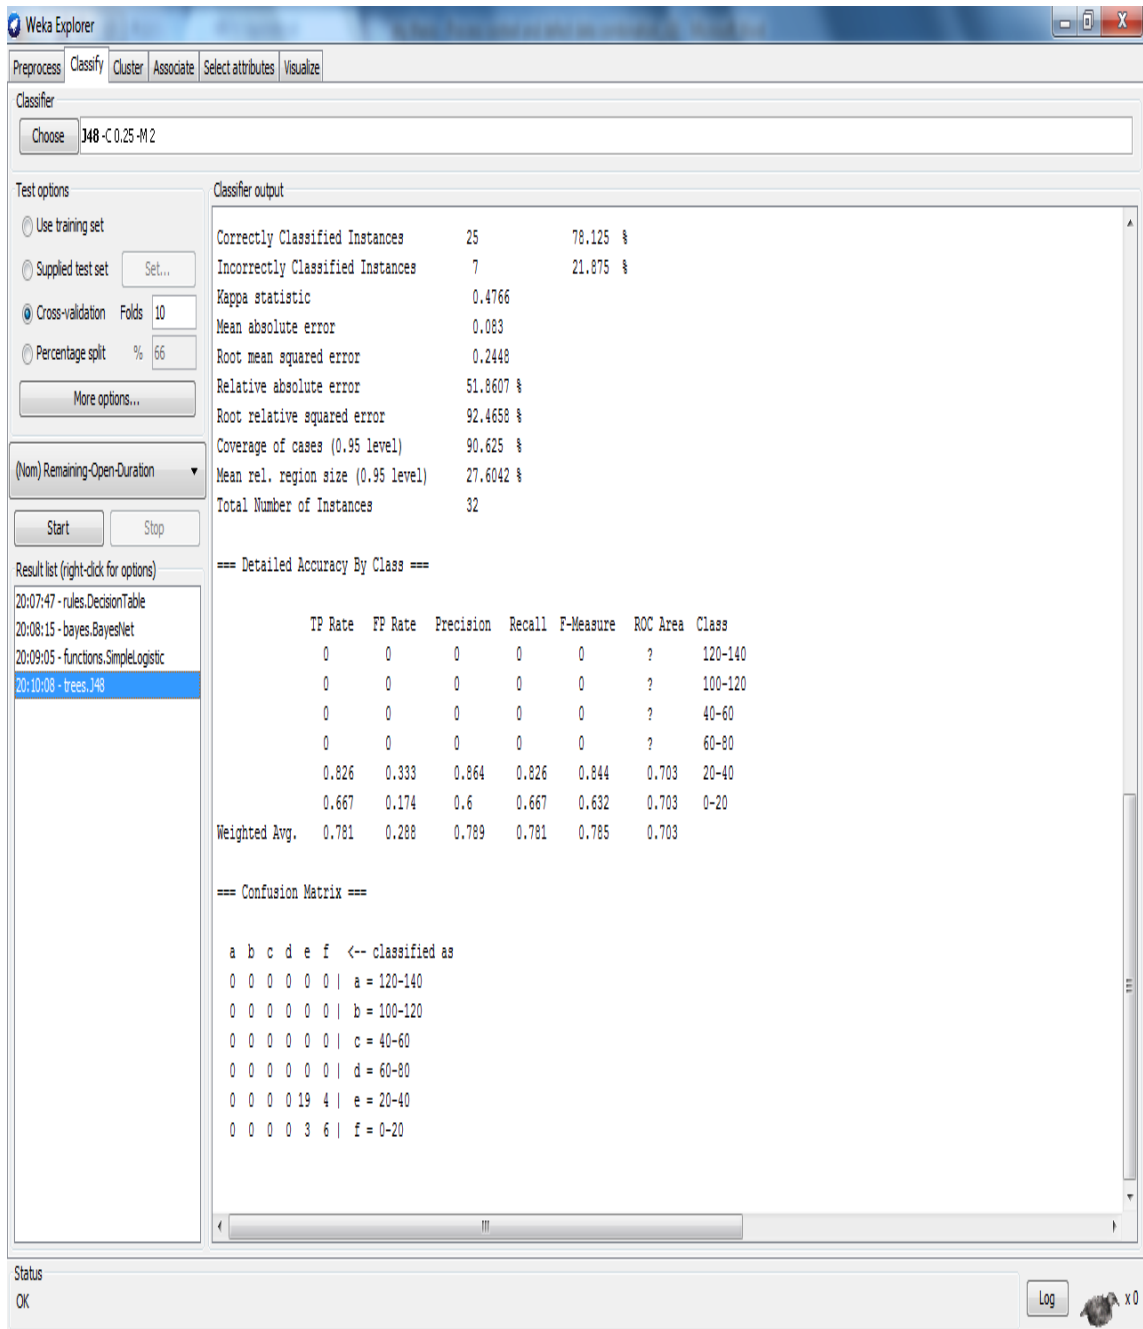 Weka Explorer
Preprocess Classify Cluster Associate Select attributes Visualize
Classifier
Choose J48 -C 0.25 -M 2
Test options
Use training set
Supplied test set Set...
Cross-validation Folds 10
Percentage split % 66
More options...
(Nom) Remaining-Open-Duration
Start Stop
Result list (right-click for options)
20:07:47 - rules.DecisionTable
20:08:15 - bayes.BayesNet
20:09:05 - functions.SimpleLogistic
20:10:08 - trees.J48
Classifier output
Correctly Classified Instances 25 78.125 %
Incorrectly Classified Instances 7 21.875 %
Kappa statistic 0.4766
Mean absolute error 0.083
Root mean squared error 0.2448
Relative absolute error 51.8607 %
Root relative squared error 92.4658 %
Coverage of cases (0.95 level) 90.625 %
Mean rel. region size (0.95 level) 27.6042 %
Total Number of Instances 32
=== Detailed Accuracy By Class ===
TP Rate FP Rate Precision Recall F-Measure ROC Area Class
0 0 0 0 0 ? 120-140
0 0 0 0 0 ? 100-120
0 0 0 0 0 ? 40-60
0 0 0 0 0 ? 60-80
0.826 0.333 0.864 0.826 0.844 0.703 20-40
0.667 0.174 0.6 0.667 0.632 0.703 0-20
Weighted Avg. 0.781 0.288 0.789 0.781 0.785 0.703
=== Confusion Matrix ===
a b c d e f <-- classified as
0 0 0 0 0 0 | a = 120-140
0 0 0 0 0 0 | b = 100-120
0 0 0 0 0 0 | c = 40-60
0 0 0 0 0 0 | d = 60-80
0 0 0 0 19 4 | e = 20-40
0 0 0 0 3 6 | f = 0-20
Status
OK
Log
x 0